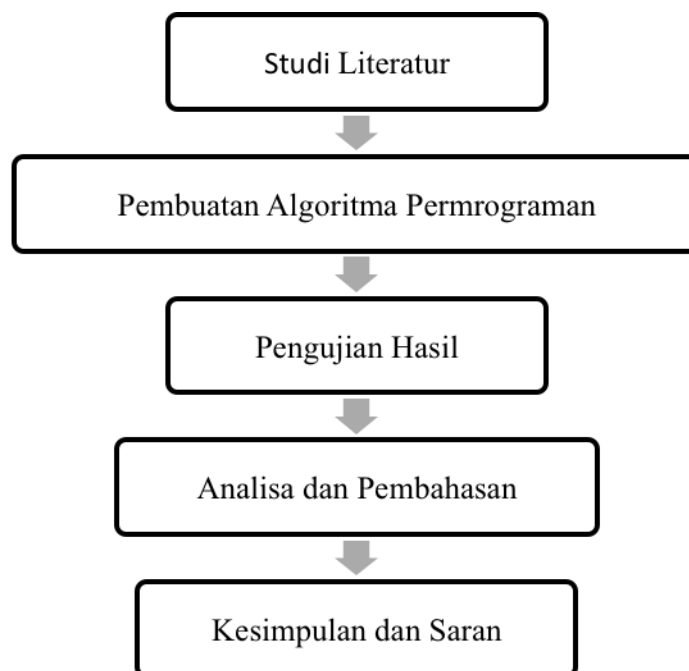 Studi Literatur
Pembuatan Algoritma Permrograman
Pengujian Hasil
Analisa dan Pembahasan
Kesimpulan dan Saran